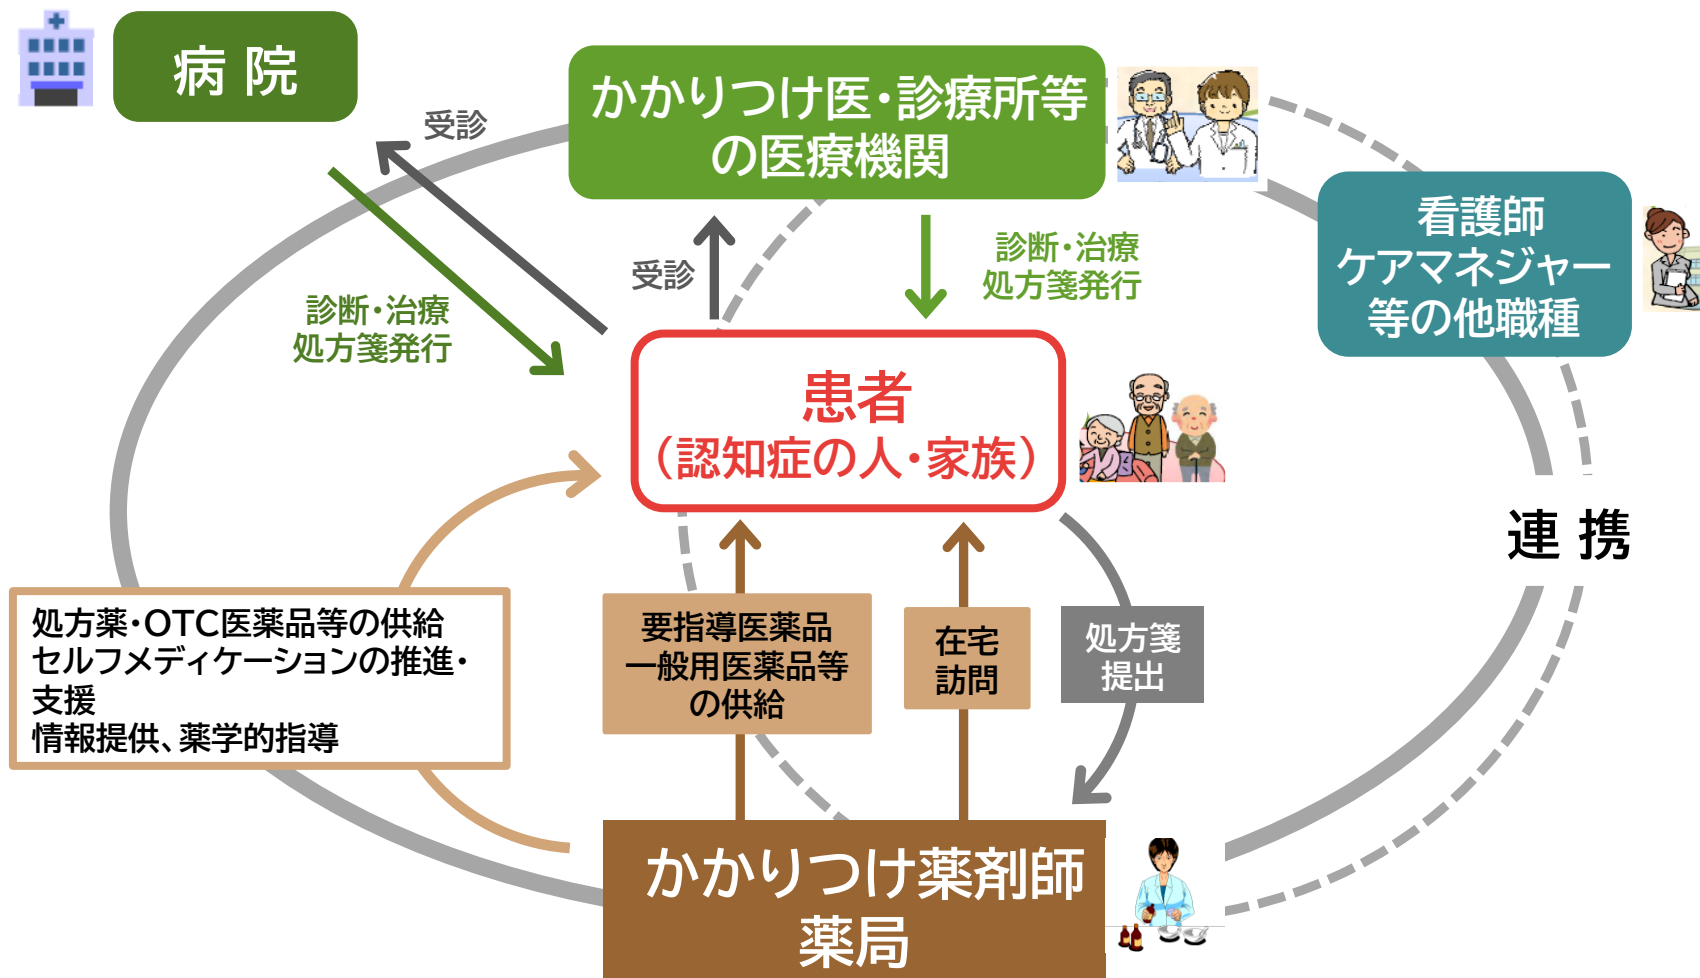 病 院
かかりつけ医・診療所等
の医療機関
受診
看護師
ケアマネジャー
等の他職種
受診
診断・治療
処方箋発行
診断・治療
処方箋発行
患者
（認知症の人・家族）
連 携
処方薬・OTC医薬品等の供給
セルフメディケーションの推進・
支援
情報提供、薬学的指導
要指導医薬品
一般用医薬品等
の供給
在宅
訪問
処方箋
提出
かかりつけ薬剤師
薬局